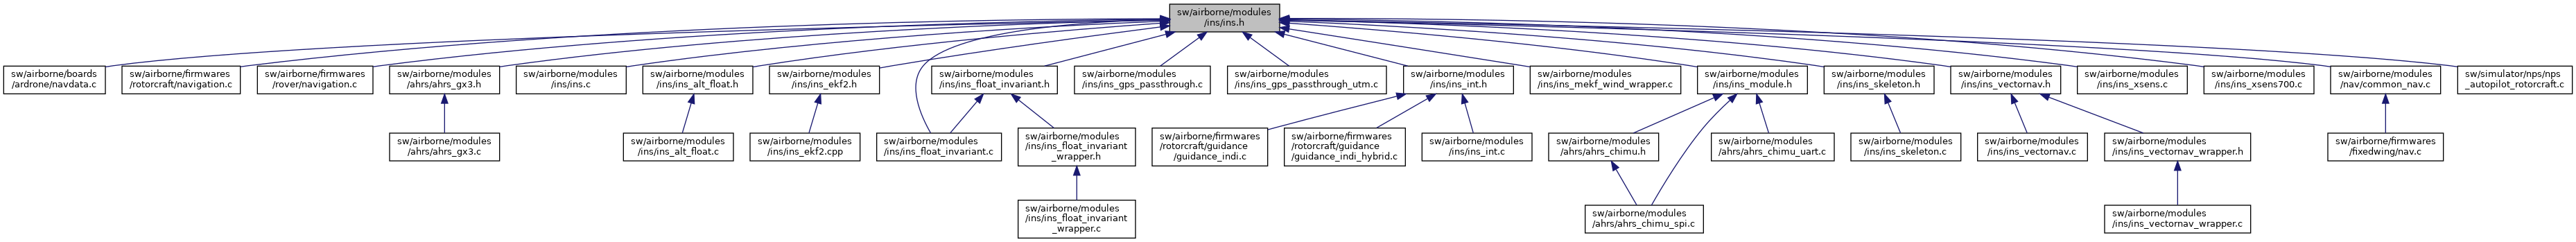 sw/airborne/modules
/ins/ins.h
sw/airborne/boards
/ardrone/navdata.c
sw/airborne/firmwares
/rotorcraft/navigation.c
sw/airborne/firmwares
/rover/navigation.c
sw/airborne/modules
/ahrs/ahrs_gx3.h
sw/airborne/modules
/ins/ins.c
sw/airborne/modules
/ins/ins_alt_float.h
sw/airborne/modules
/ins/ins_ekf2.h
sw/airborne/modules
/ins/ins_float_invariant.h
sw/airborne/modules
/ins/ins_gps_passthrough.c
sw/airborne/modules
/ins/ins_gps_passthrough_utm.c
sw/airborne/modules
/ins/ins_int.h
sw/airborne/modules
/ins/ins_mekf_wind_wrapper.c
sw/airborne/modules
/ins/ins_module.h
sw/airborne/modules
/ins/ins_skeleton.h
sw/airborne/modules
/ins/ins_vectornav.h
sw/airborne/modules
/ins/ins_xsens.c
sw/airborne/modules
/ins/ins_xsens700.c
sw/airborne/modules
/nav/common_nav.c
sw/simulator/nps/nps
_autopilot_rotorcraft.c
sw/airborne/modules
/ahrs/ahrs_gx3.c
sw/airborne/modules
/ins/ins_alt_float.c
sw/airborne/modules
/ins/ins_ekf2.cpp
sw/airborne/modules
/ins/ins_float_invariant.c
sw/airborne/modules
/ins/ins_float_invariant
_wrapper.h
sw/airborne/firmwares
/rotorcraft/guidance
/guidance_indi.c
sw/airborne/firmwares
/rotorcraft/guidance
/guidance_indi_hybrid.c
sw/airborne/modules
/ins/ins_int.c
sw/airborne/modules
/ahrs/ahrs_chimu.h
sw/airborne/modules
/ahrs/ahrs_chimu_uart.c
sw/airborne/modules
/ins/ins_skeleton.c
sw/airborne/modules
/ins/ins_vectornav.c
sw/airborne/modules
/ins/ins_vectornav_wrapper.h
sw/airborne/firmwares
/fixedwing/nav.c
sw/airborne/modules
/ins/ins_float_invariant
_wrapper.c
sw/airborne/modules
/ahrs/ahrs_chimu_spi.c
sw/airborne/modules
/ins/ins_vectornav_wrapper.c